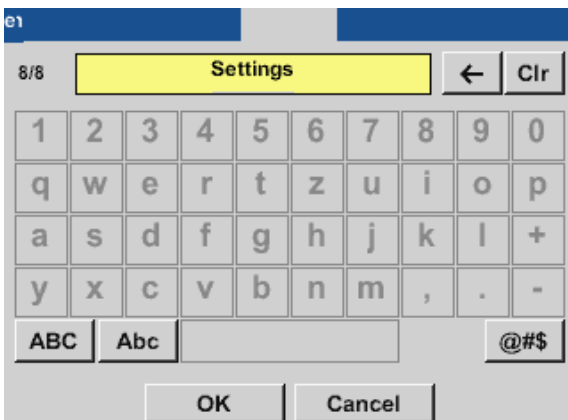 8/8 Settings ← Clr
1 2 3 4 5 6 7 8 9 0
q w e r t z u i o p
a s d f g h j k l +
y x c v b n m , . -
ABC Abc @#$
OK Cancel